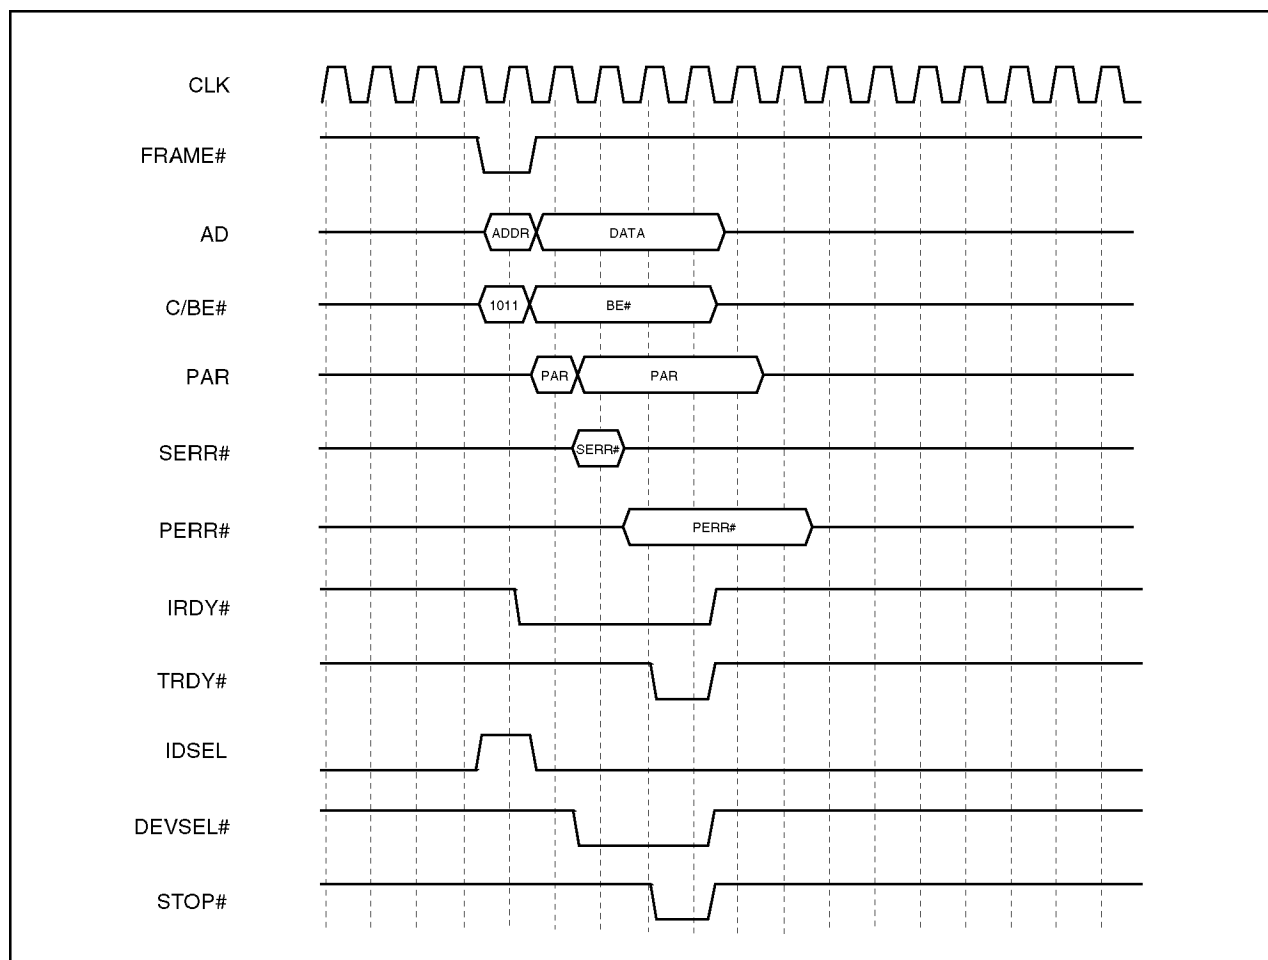 CLK
FRAME#
AD
ADDR
DATA
C/BE#
1011
BE#
PAR
PAR
PAR
SERR#
SERR#
PERR#
PERR#
IRDY#
TRDY#
IDSEL
DEVSEL#
STOP#